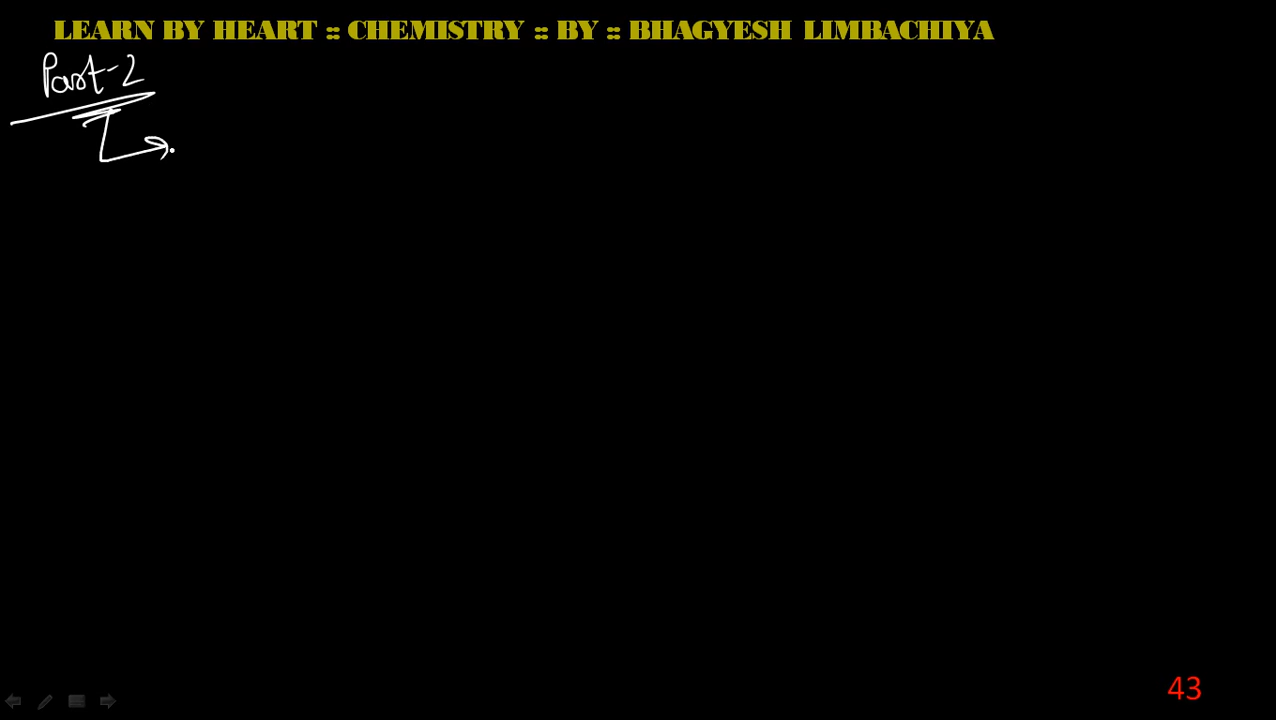 LEARN BY HEART :: CHEMISTRY :: BY :: BHAGYESH LIMBACHIYA
Part-2
43